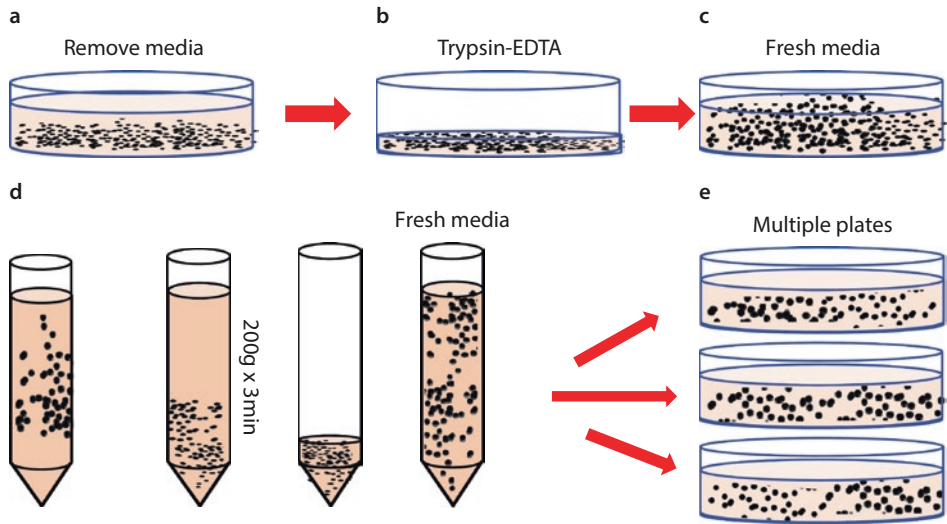 a
Remove media
b
Trypsin-EDTA
c
Fresh media
d
200g x 3min
Fresh media
e
Multiple plates